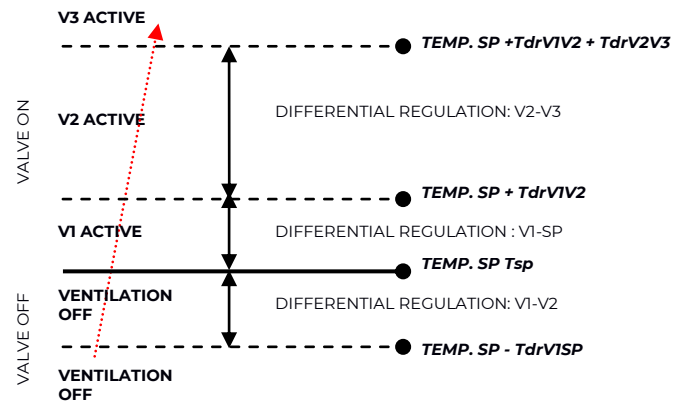 V3 ACTIVE
TEMP. SP +TdrV1V2 + TdrV2V3
VALVE ON
V2 ACTIVE
DIFFERENTIAL REGULATION: V2-V3
TEMP. SP + TdrV1V2
V1 ACTIVE
DIFFERENTIAL REGULATION : V1-SP
TEMP. SP Tsp
VALVE OFF
VENTILATION
OFF
DIFFERENTIAL REGULATION: V1-V2
TEMP. SP - TdrV1SP
VENTILATION
OFF